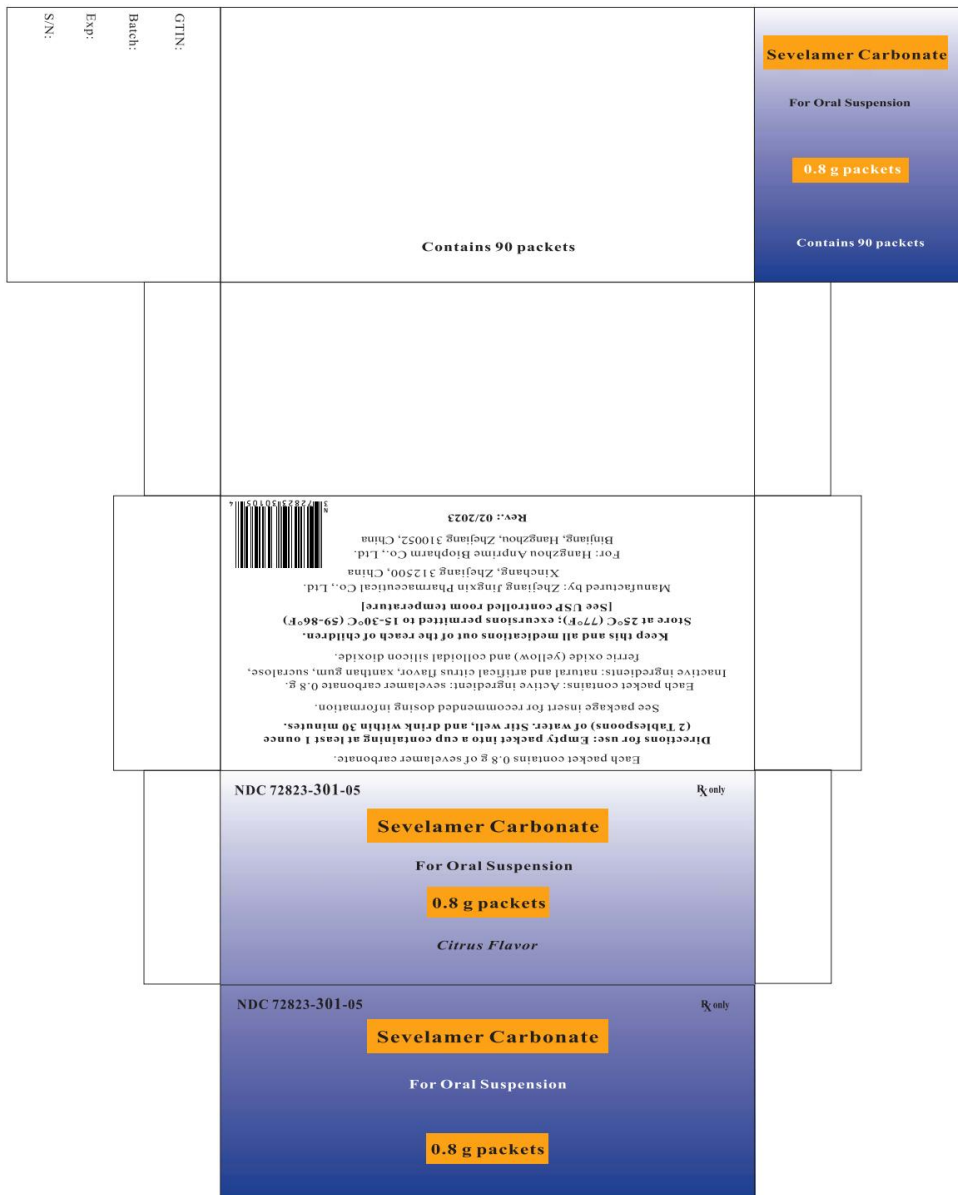 GTIN:
Batch:
Exp:
S/N:
Contains 90 packets
Sevelamer Carbonate
For Oral Suspension
0.8 g packets
Contains 90 packets
Each packet contains 0.8 g of sevelamer carbonate.
Directions for use: Empty packet into a cup containing at least 1 ounce
(2 Tablespoons) of water. Stir well, and drink within 30 minutes.
See package insert for recommended dosing information.
Each packet contains: Active ingredient: sevelamer carbonate 0.8 g.
Inactive ingredients: natural and artifical citrus flavor, xanthan gum, sucralose,
ferric oxide (yellow) and colloidal silicon dioxide.
Keep this and all medications out of the reach of children.
Store at 25°C (77°F); excursions permitted to 15-30°C (59-86°F)
[See USP controlled room temperature]
Manufactured by: Zhejiang Jingxin Pharmaceutical Co., Ltd.
Xinchang, Zhejiang 312500, China
For: Hangzhou Anprime Biopharm Co., Ltd.
Binjiang, Hangzhou, Zhejiang 310052, China
Rev.: 02/2023
N
3 72823 30105 4
NDC 72823-301-05
℞ only
Sevelamer Carbonate
For Oral Suspension
0.8 g packets
Citrus Flavor
NDC 72823-301-05
℞ only
Sevelamer Carbonate
For Oral Suspension
0.8 g packets